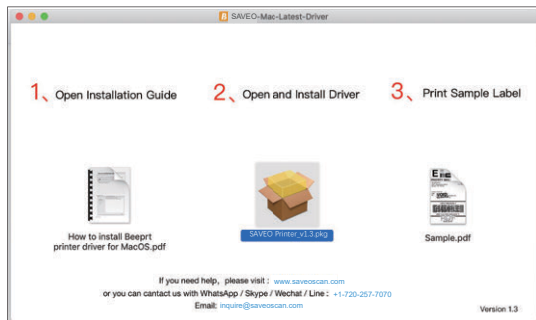 SAVEO-Mac-Latest-Driver
1、Open Installation Guide
2、Open and Install Driver
3、Print Sample Label
How to install Beeprt
printer driver for MacOS.pdf
SAVEO Printer_v1.3.pkg
Sample.pdf
If you need help, please visit : www.saveoscan.com
or you can cantact us with WhatsApp / Skype / Wechat / Line : +1-720-257-7070
Email: inquire@saveoscan.com
Version 1.3